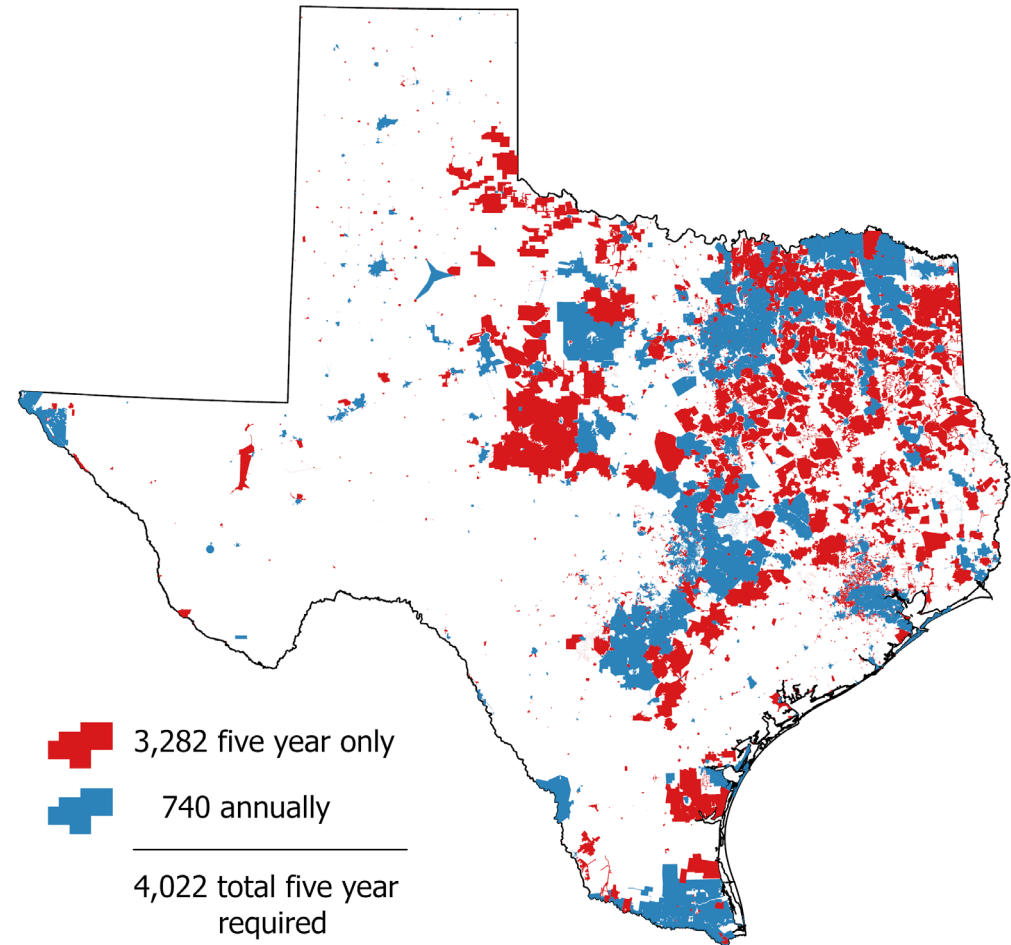 3,282 five year only
740 annually
4,022 total five year
required